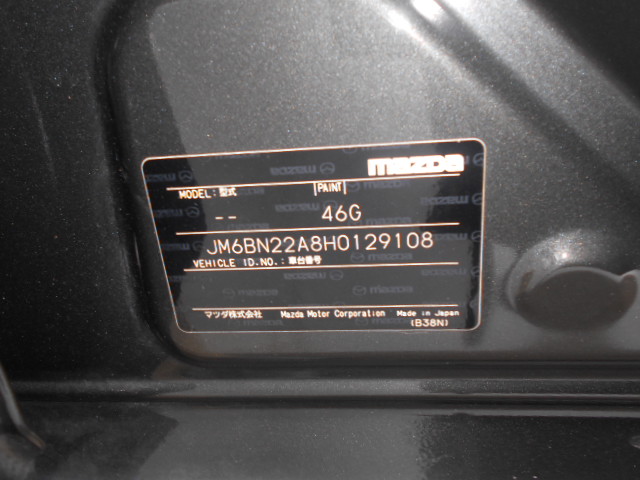 mazda
MODEL: 型式 PAINT
-- 46G
JM6BN22A8H0129108
VEHICLE ID.NO.: 車台番号
マツダ株式会社 Mazda Motor Corporation Made in Japan
(B38N)